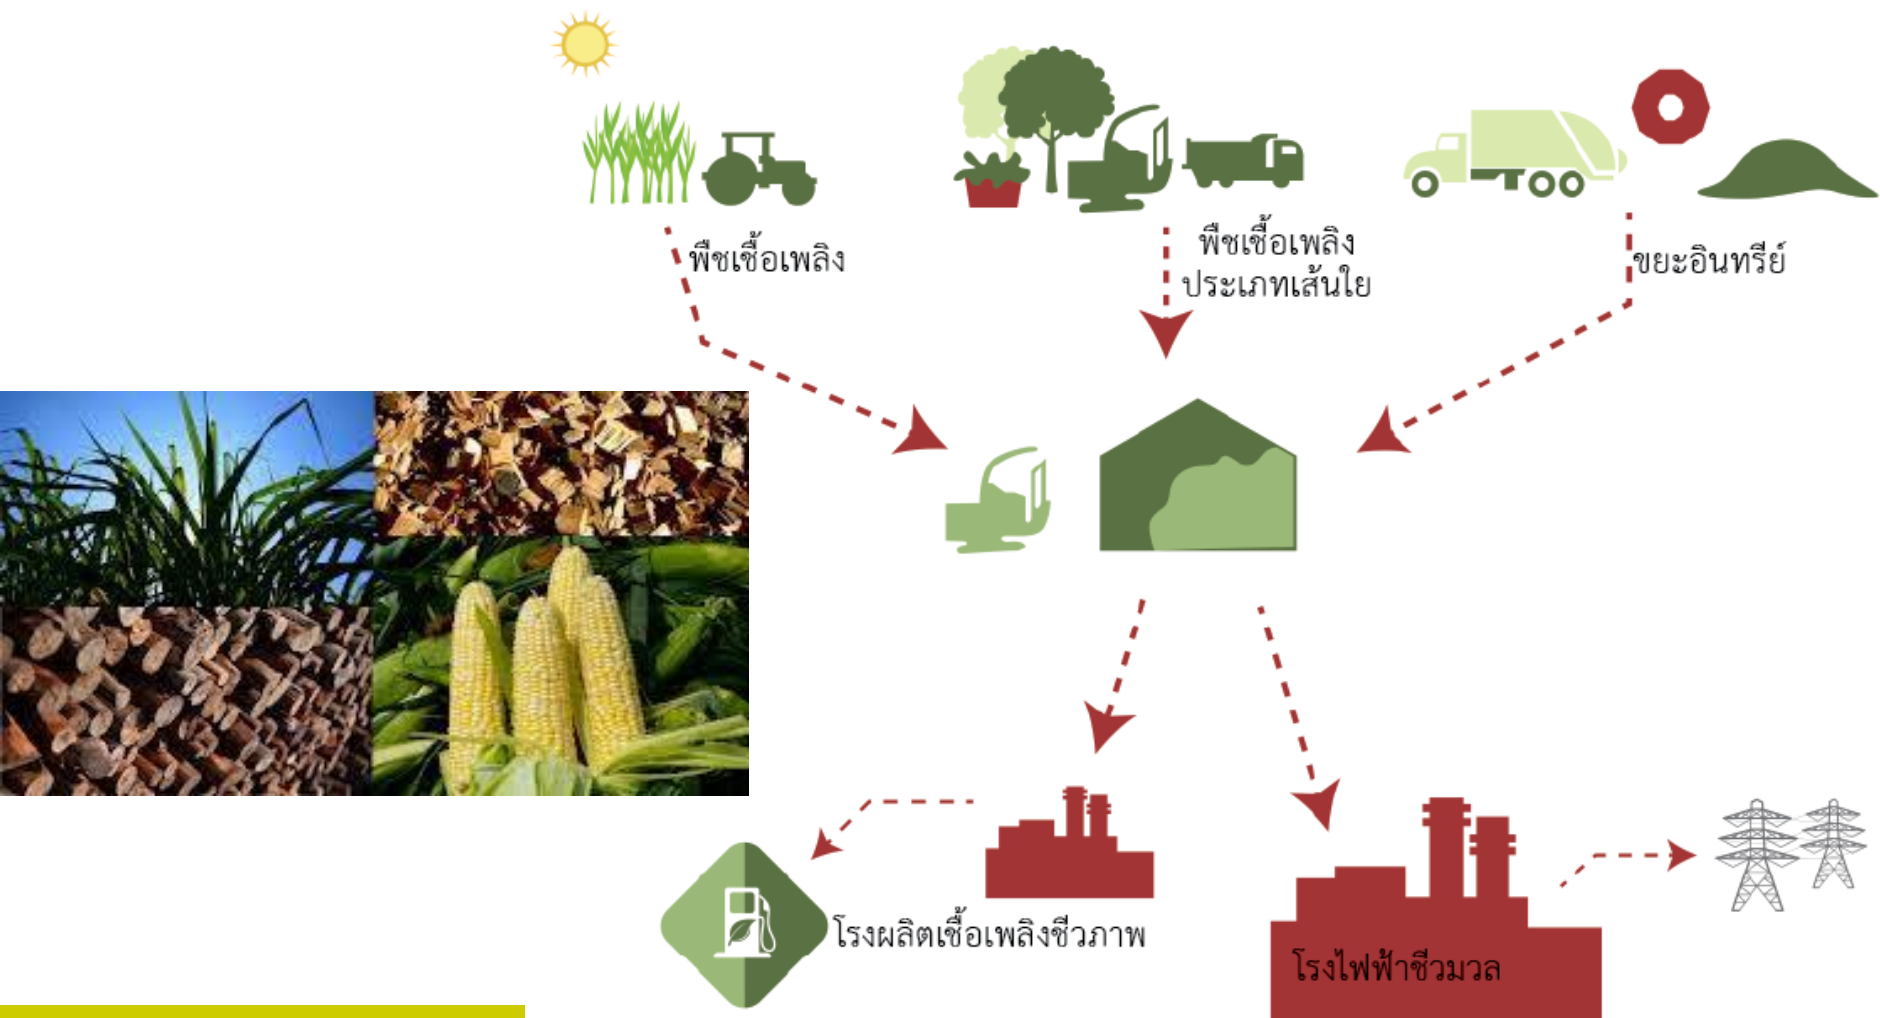 พืชเชื้อเพลิง
พืชเชื้อเพลิง
ประเภทเส้นใย
ขยะอินทรีย์
โรงผลิตเชื้อเพลิงชีวภาพ
โรงไฟฟ้าชีวมวล